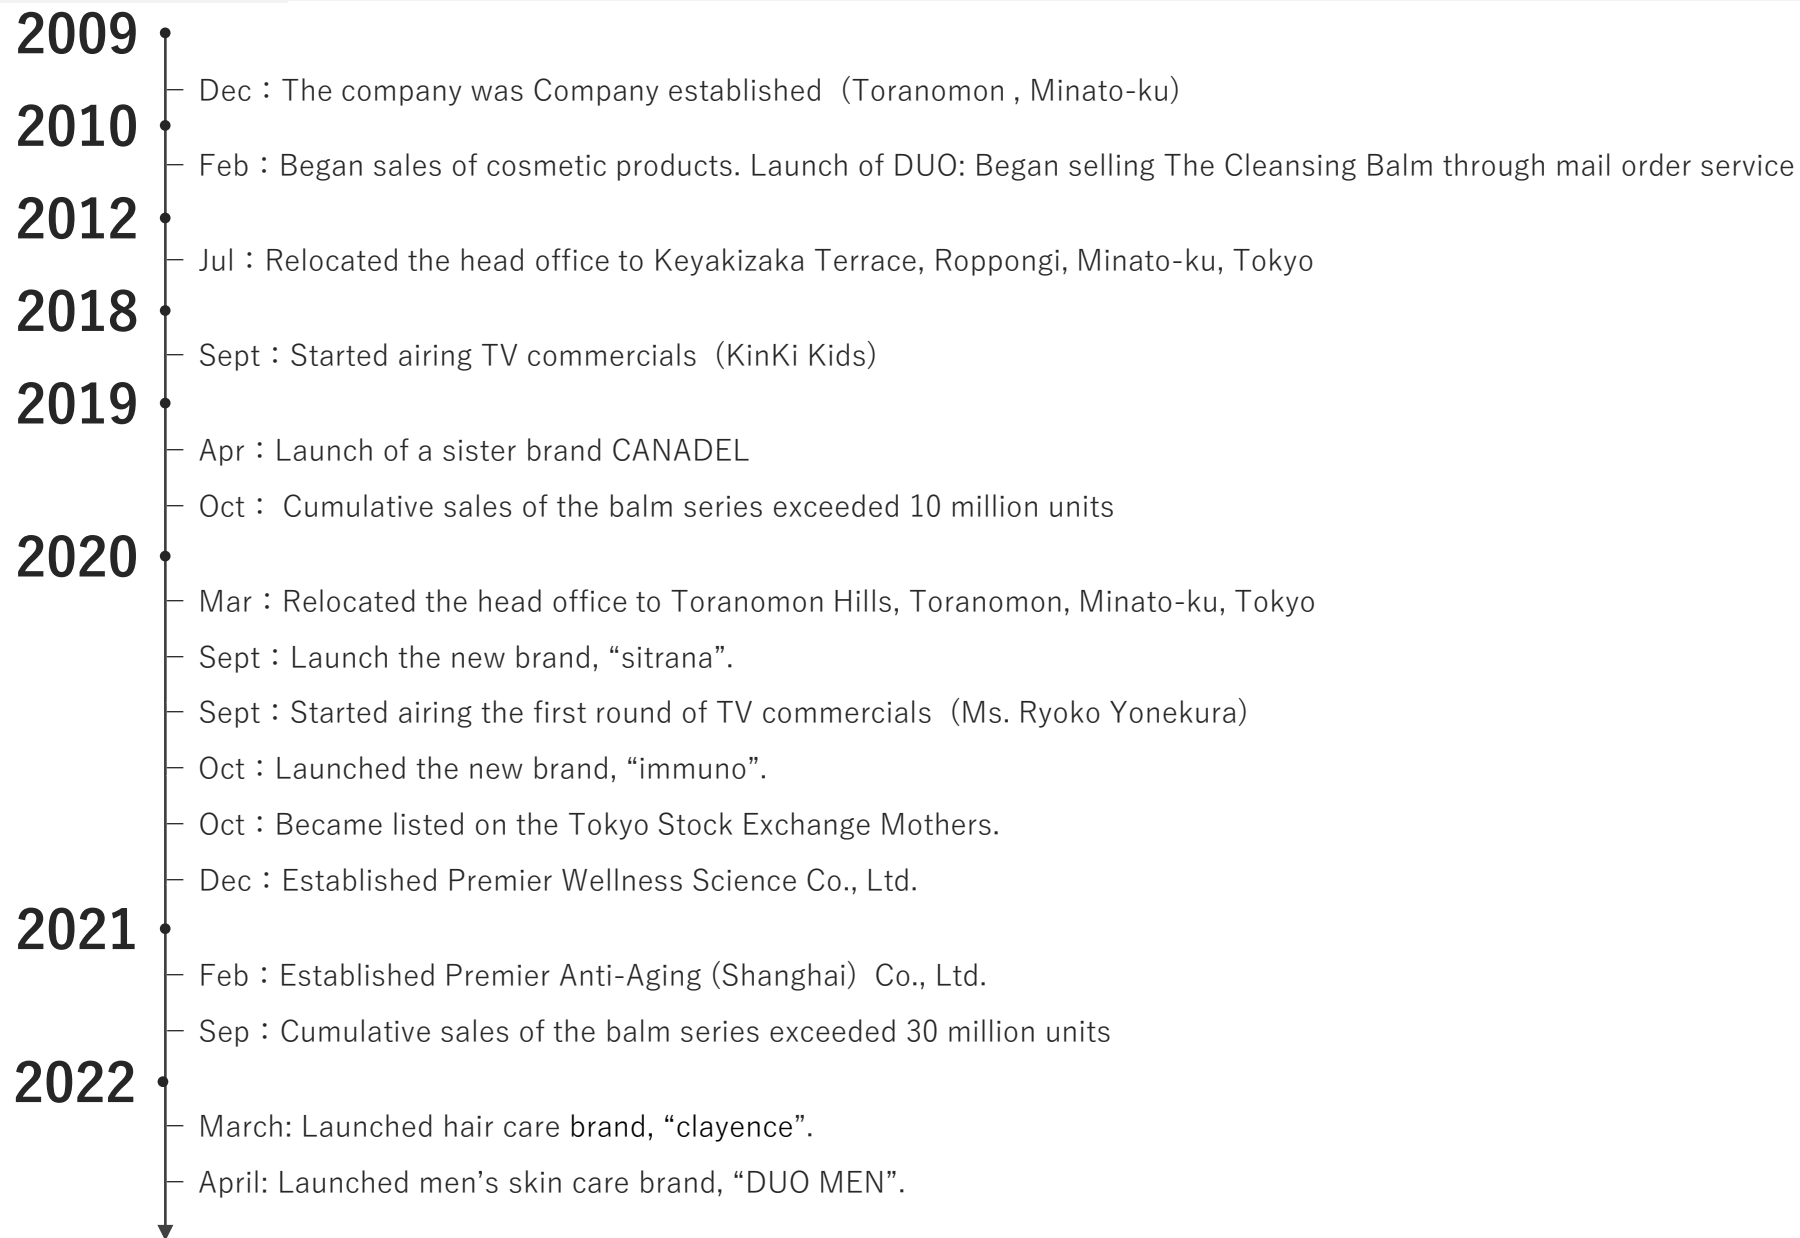 2009
Dec：The company was Company established（Toranomon , Minato-ku）
2010
Feb：Began sales of cosmetic products. Launch of DUO: Began selling The Cleansing Balm through mail order service
2012
Jul：Relocated the head office to Keyakizaka Terrace, Roppongi, Minato-ku, Tokyo
2018
Sept：Started airing TV commercials（KinKi Kids）
2019
Apr：Launch of a sister brand CANADEL
Oct： Cumulative sales of the balm series exceeded 10 million units
2020
Mar：Relocated the head office to Toranomon Hills, Toranomon, Minato-ku, Tokyo
Sept：Launch the new brand, “sitrana”.
Sept：Started airing the first round of TV commercials（Ms. Ryoko Yonekura）
Oct：Launched the new brand, “immuno”.
Oct：Became listed on the Tokyo Stock Exchange Mothers.
Dec：Established Premier Wellness Science Co., Ltd.
2021
Feb：Established Premier Anti-Aging (Shanghai）Co., Ltd.
Sep：Cumulative sales of the balm series exceeded 30 million units
2022
March: Launched hair care brand, “clayence”.
April: Launched men’s skin care brand, “DUO MEN”.